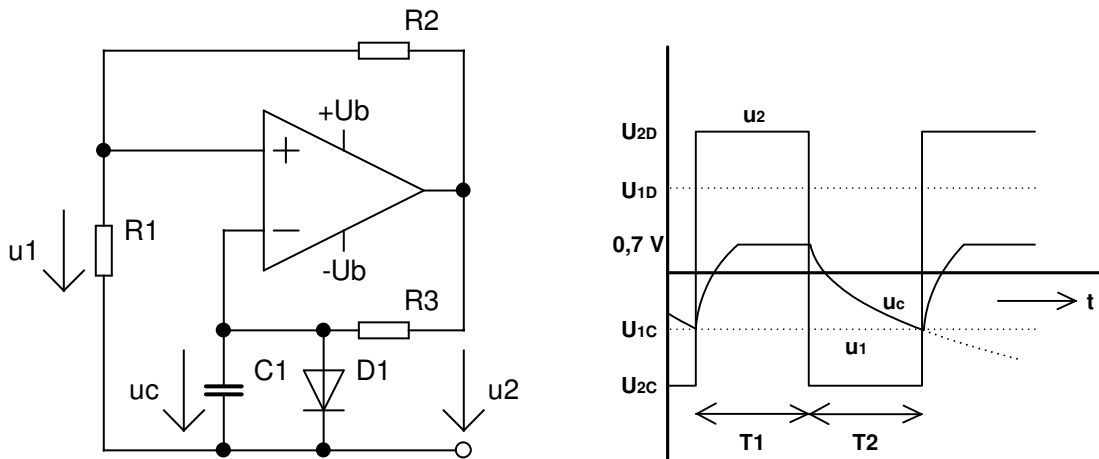 R2
+Ub
R1
u1
-Ub
R3
C1
D1
uc
u2
u2
U2D
U1D
0,7 V
uc
t
U1C
u1
U2C
T1
T2